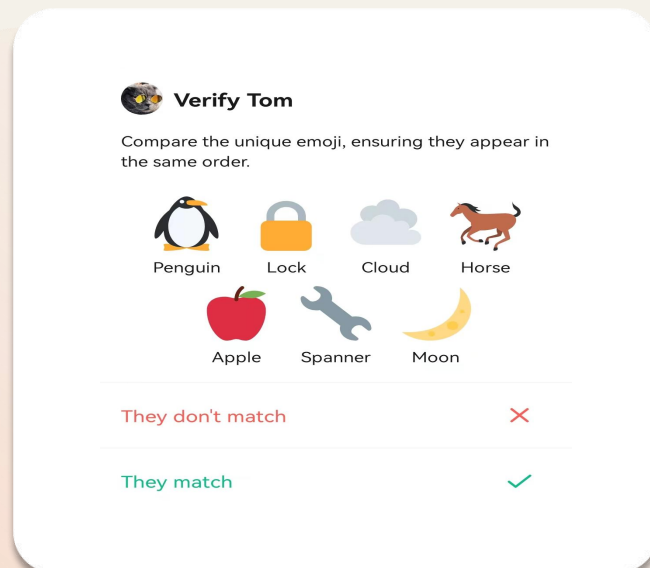 Verify Tom
Compare the unique emoji, ensuring they appear in
the same order.
Penguin Lock Cloud Horse
Apple Spanner Moon
They don't match
They match